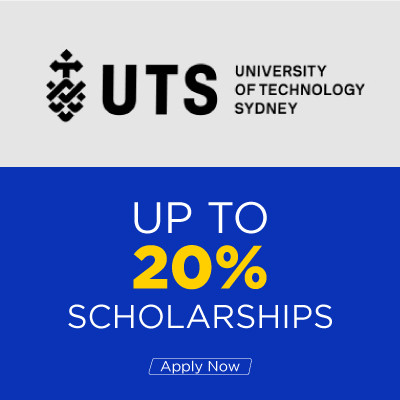 UTS
UNIVERSITY
OF TECHNOLOGY
SYDNEY
UP TO
20%
SCHOLARSHIPS
Apply Now